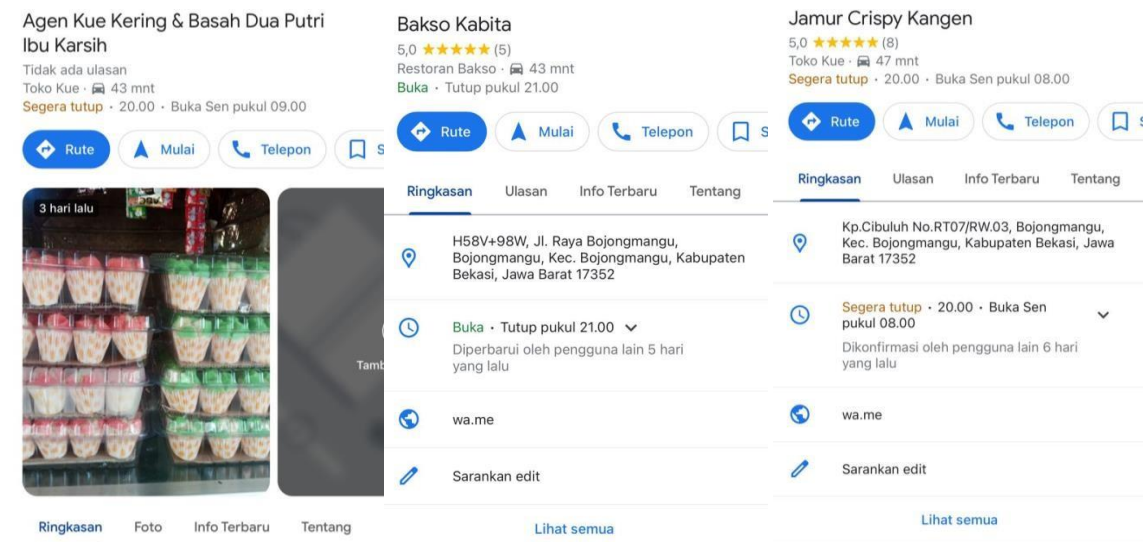 Agen Kue Kering & Basah Dua Putri
Ibu Karsih
Tidak ada ulasan
Toko Kue · 43 mnt
Segera tutup · 20.00 · Buka Sen pukul 09.00
Rute
Mulai
Telepon
S
3 hari lalu
Tamb
Ringkasan
Foto
Info Terbaru
Tentang
Bakso Kabita
5,0 ★★★★★ (5)
Restoran Bakso · 43 mnt
Buka · Tutup pukul 21.00
Rute
Mulai
Telepon
S
Ringkasan
Ulasan
Info Terbaru
Tentang
H58V+98W, Jl. Raya Bojongmangu,
Bojongmangu, Kec. Bojongmangu, Kabupaten
Bekasi, Jawa Barat 17352
Buka · Tutup pukul 21.00
Diperbarui oleh pengguna lain 5 hari
yang lalu
wa.me
Sarankan edit
Lihat semua
Jamur Crispy Kangen
5,0 ★★★★★ (8)
Toko Kue · 47 mnt
Segera tutup · 20.00 · Buka Sen pukul 08.00
Rute
Mulai
Telepon
S
Ringkasan
Ulasan
Info Terbaru
Tentang
Kp.Cibuluh No.RT07/RW.03, Bojongmangu,
Kec. Bojongmangu, Kabupaten Bekasi, Jawa
Barat 17352
Segera tutup · 20.00 · Buka Sen
pukul 08.00
Dikonfirmasi oleh pengguna lain 6 hari
yang lalu
wa.me
Sarankan edit
Lihat semua